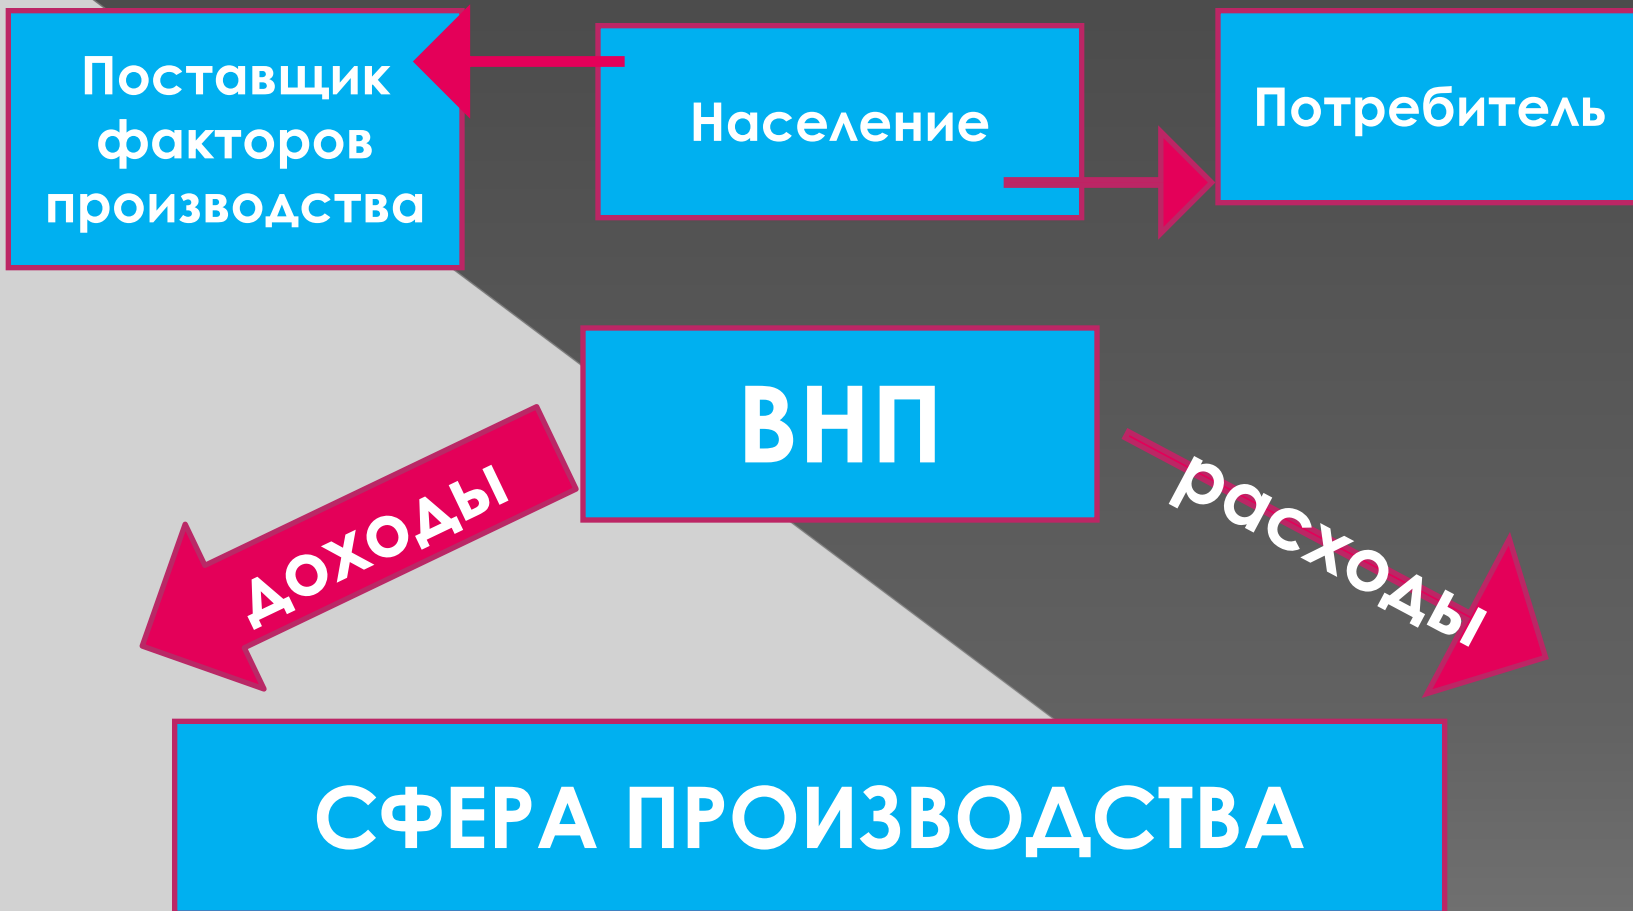 Поставщик
факторов
производства
Население
Потребитель
ВНП
доходы
расходы
СФЕРА ПРОИЗВОДСТВА